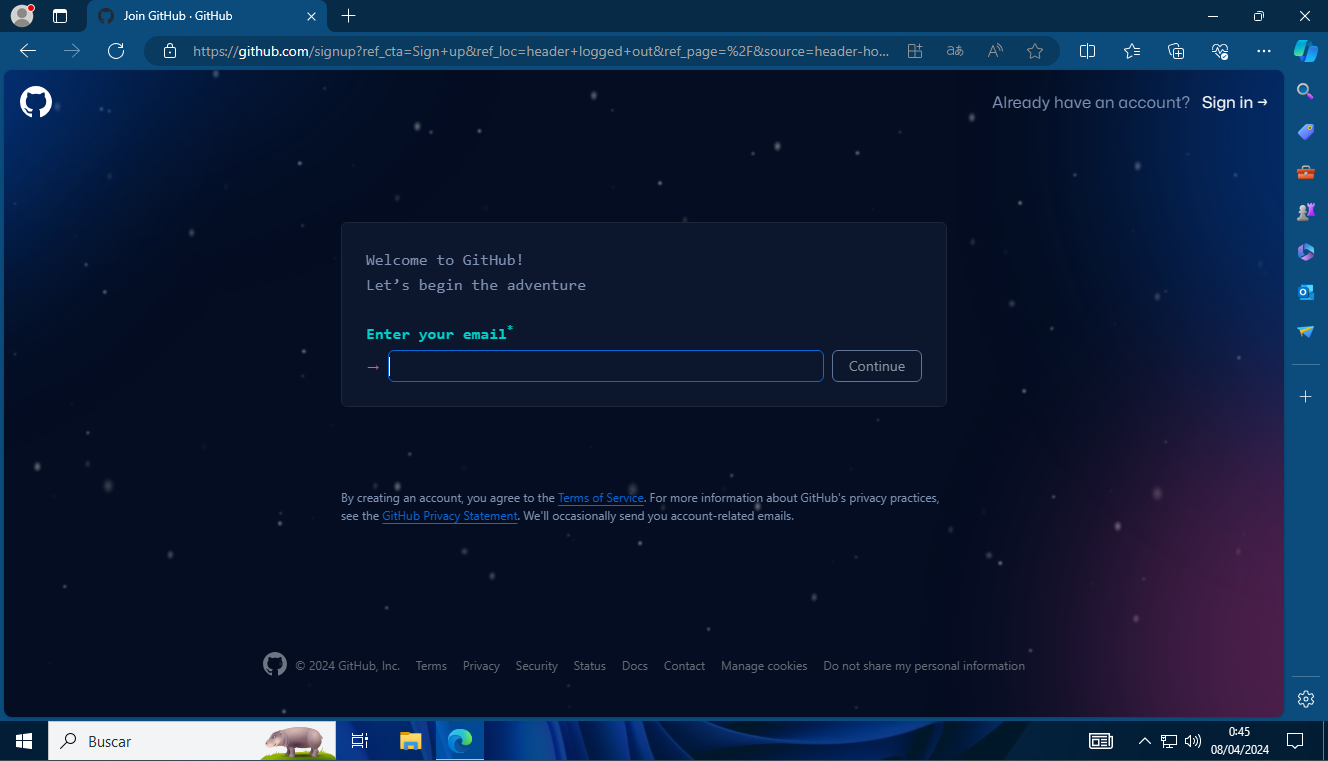 Join GitHub · GitHub
https://github.com/signup?ref_cta=Sign+up&ref_loc=header+logged+out&ref_page=%2F&source=header-ho...
Already have an account? Sign in →
Welcome to GitHub!
Let’s begin the adventure
Enter your email*
→
Continue
By creating an account, you agree to the Terms of Service. For more information about GitHub's privacy practices,
see the GitHub Privacy Statement. We'll occasionally send you account-related emails.
© 2024 GitHub, Inc. Terms Privacy Security Status Docs Contact Manage cookies Do not share my personal information
Buscar
0:45
08/04/2024